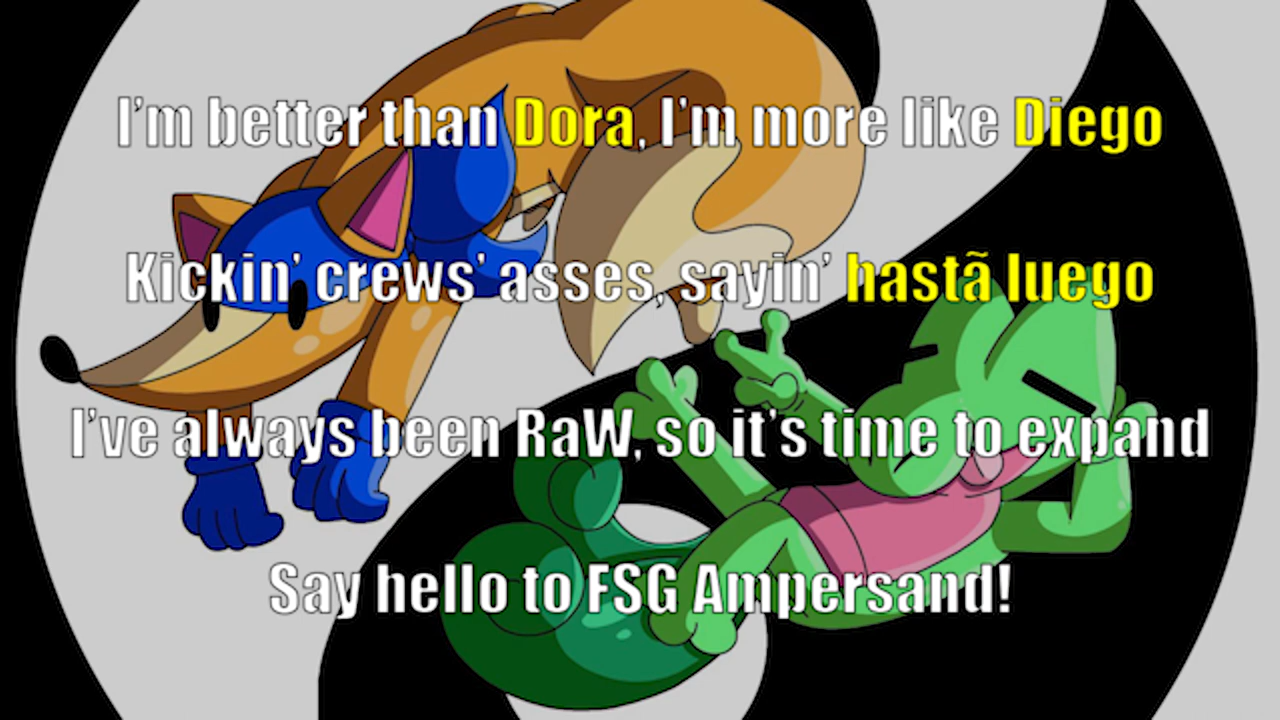 I'm better than Dora, I'm more like Diego
Kickin' crews' asses, sayin' hastã luego
I've always been RaW, so it's time to expand
Say hello to FSG Ampersand!